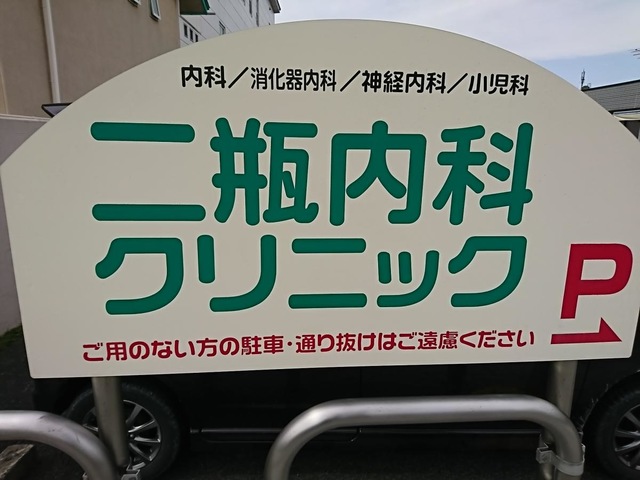 内科／消化器内科／神経内科／小児科
二瓶内科
クリニック
P
ご用のない方の駐車・通り抜けはご遠慮ください